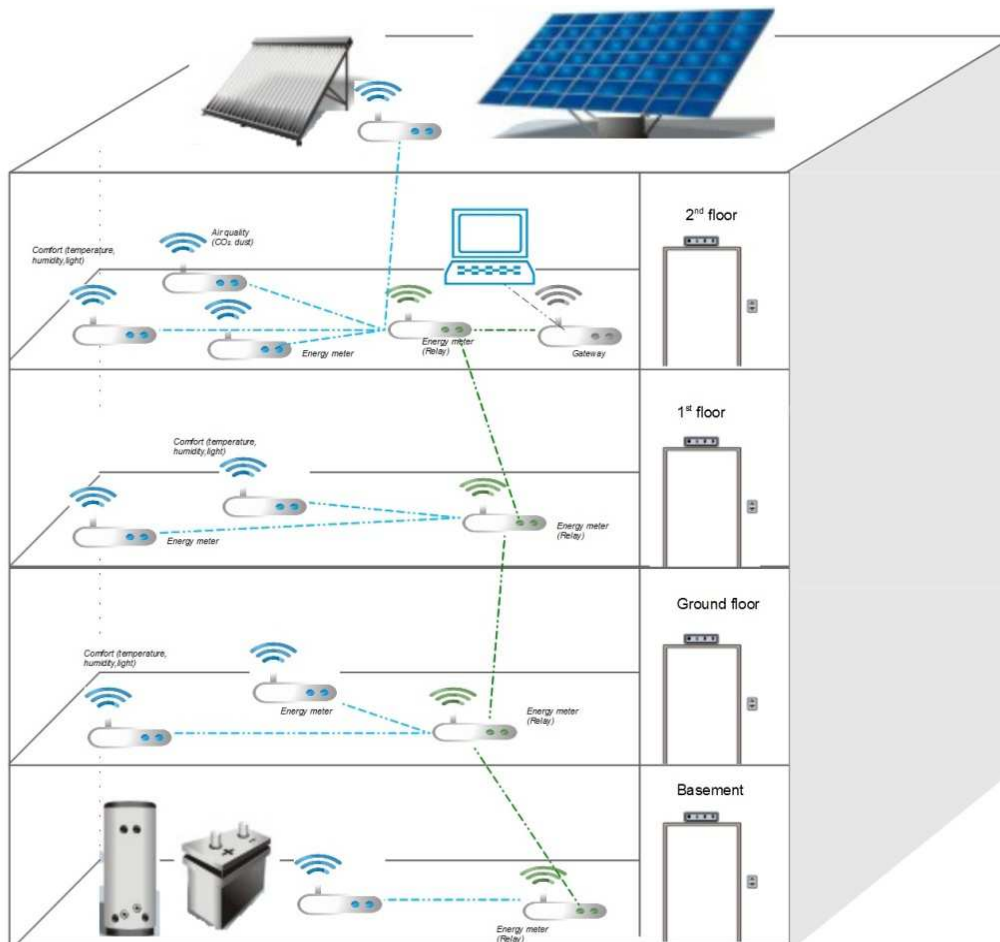 2nd floor
Air quality
(CO₂, dust)
Comfort (temperature,
humidity,light)
Energy meter
Energy meter
(Relay)
Gateway
1st floor
Comfort (temperature,
humidity,light)
Energy meter
Energy meter
(Relay)
Ground floor
Comfort (temperature,
humidity,light)
Energy meter
Energy meter
(Relay)
Basement
+
-
Energy meter
(Relay)